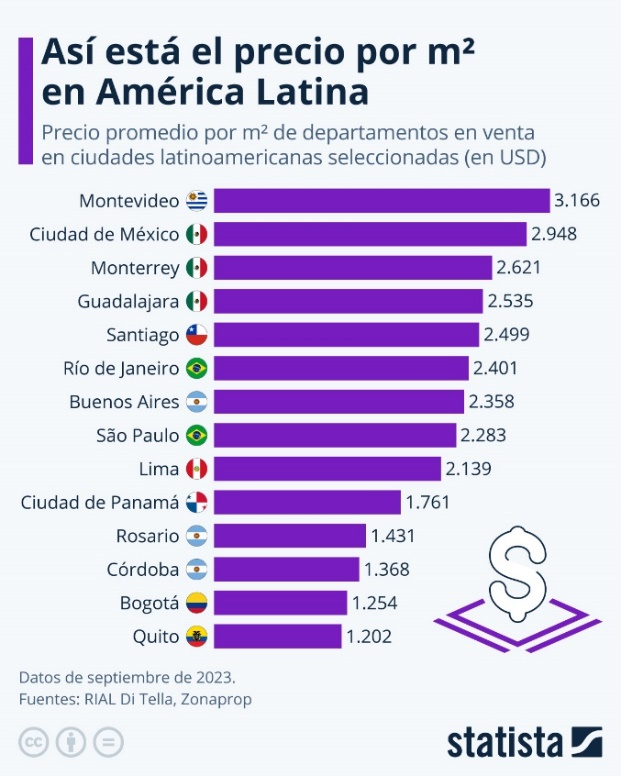 Así está el precio por m²
en América Latina
Precio promedio por m² de departamentos en venta
en ciudades latinoamericanas seleccionadas (en USD)
Montevideo 3.166
Ciudad de México 2.948
Monterrey 2.621
Guadalajara 2.535
Santiago 2.499
Río de Janeiro 2.401
Buenos Aires 2.358
São Paulo 2.283
Lima 2.139
Ciudad de Panamá 1.761
Rosario 1.431
Córdoba 1.368
Bogotá 1.254
Quito 1.202
$
Datos de septiembre de 2023.
Fuentes: RIAL Di Tella, Zonaprop
cc
statista